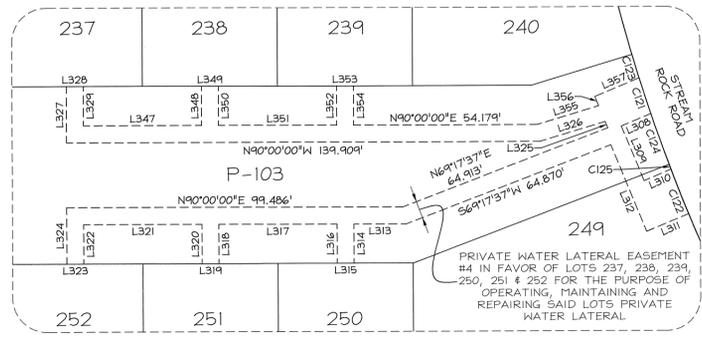 237
238
239
240
L328
L349
L353
L327
L329
L347
L348
L350
L351
L352
L354
N90°00'00"E 54.179'
L356
L355
L357
C123
C121
STREAM
ROCK ROAD
L326
L325
L308
C124
L309
N90°00'00"W 139.909'
P-103
N69°17'37"E
64.913'
S69°17'37"W 64.870'
C125
L310
L312
C122
L311
N90°00'00"E 99.486'
L324
L322
L321
L320
L318
L317
L316
L314
L313
249
L323
L319
L315
PRIVATE WATER LATERAL EASEMENT
#4 IN FAVOR OF LOTS 237, 238, 239,
250, 251 & 252 FOR THE PURPOSE OF
OPERATING, MAINTAINING AND
REPAIRING SAID LOTS PRIVATE
WATER LATERAL
252
251
250